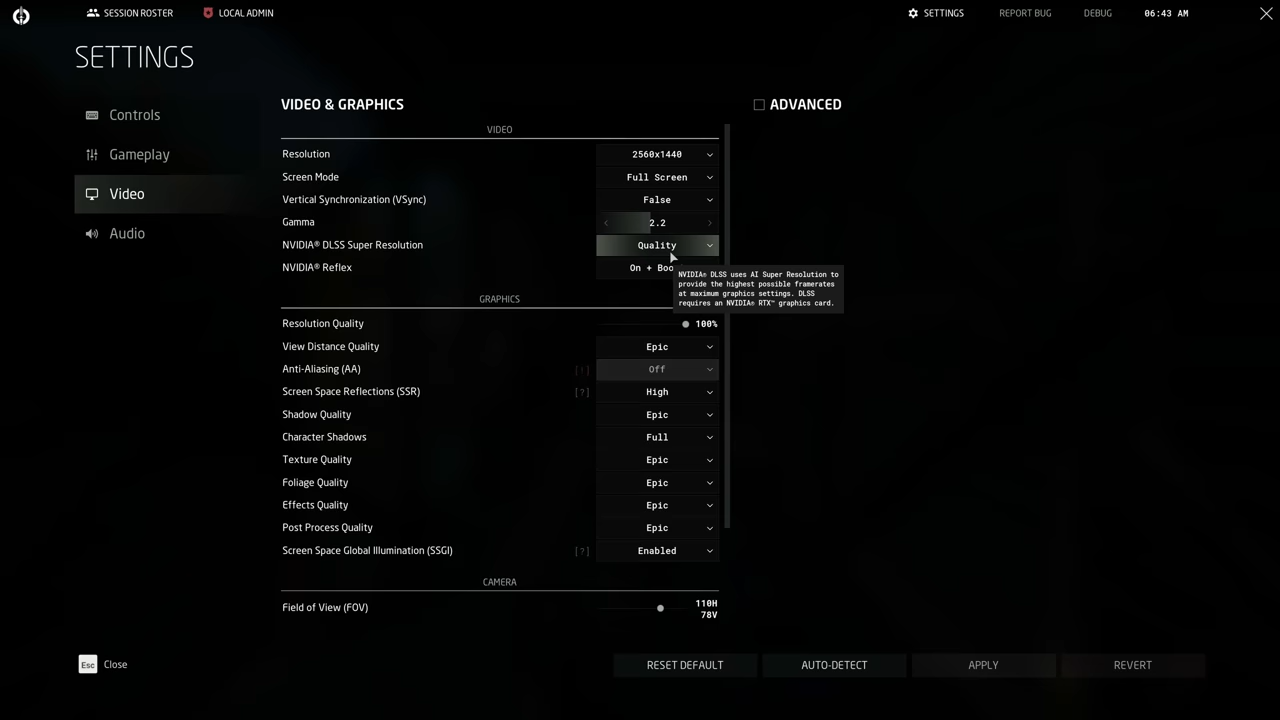 SESSION ROSTER LOCAL ADMIN SETTINGS REPORT BUG DEBUG 06:43 AM
SETTINGS
Controls
Gameplay
Video
Audio
VIDEO & GRAPHICS
ADVANCED
VIDEO
Resolution 2560x1440
Screen Mode Full Screen
Vertical Synchronization (VSync) False
Gamma 2.2
NVIDIA® DLSS Super Resolution Quality
NVIDIA® Reflex On + Boo
NVIDIA® DLSS uses AI Super Resolution to
provide the highest possible framerates
at maximum graphics settings. DLSS
requires an NVIDIA® RTX™ graphics card.
GRAPHICS
Resolution Quality 100%
View Distance Quality Epic
Anti-Aliasing (AA) [!] Off
Screen Space Reflections (SSR) [?] High
Shadow Quality Epic
Character Shadows Full
Texture Quality Epic
Foliage Quality Epic
Effects Quality Epic
Post Process Quality Epic
Screen Space Global Illumination (SSGI) [?] Enabled
CAMERA
Field of View (FOV) 110H
78V
Esc Close
RESET DEFAULT AUTO-DETECT APPLY REVERT